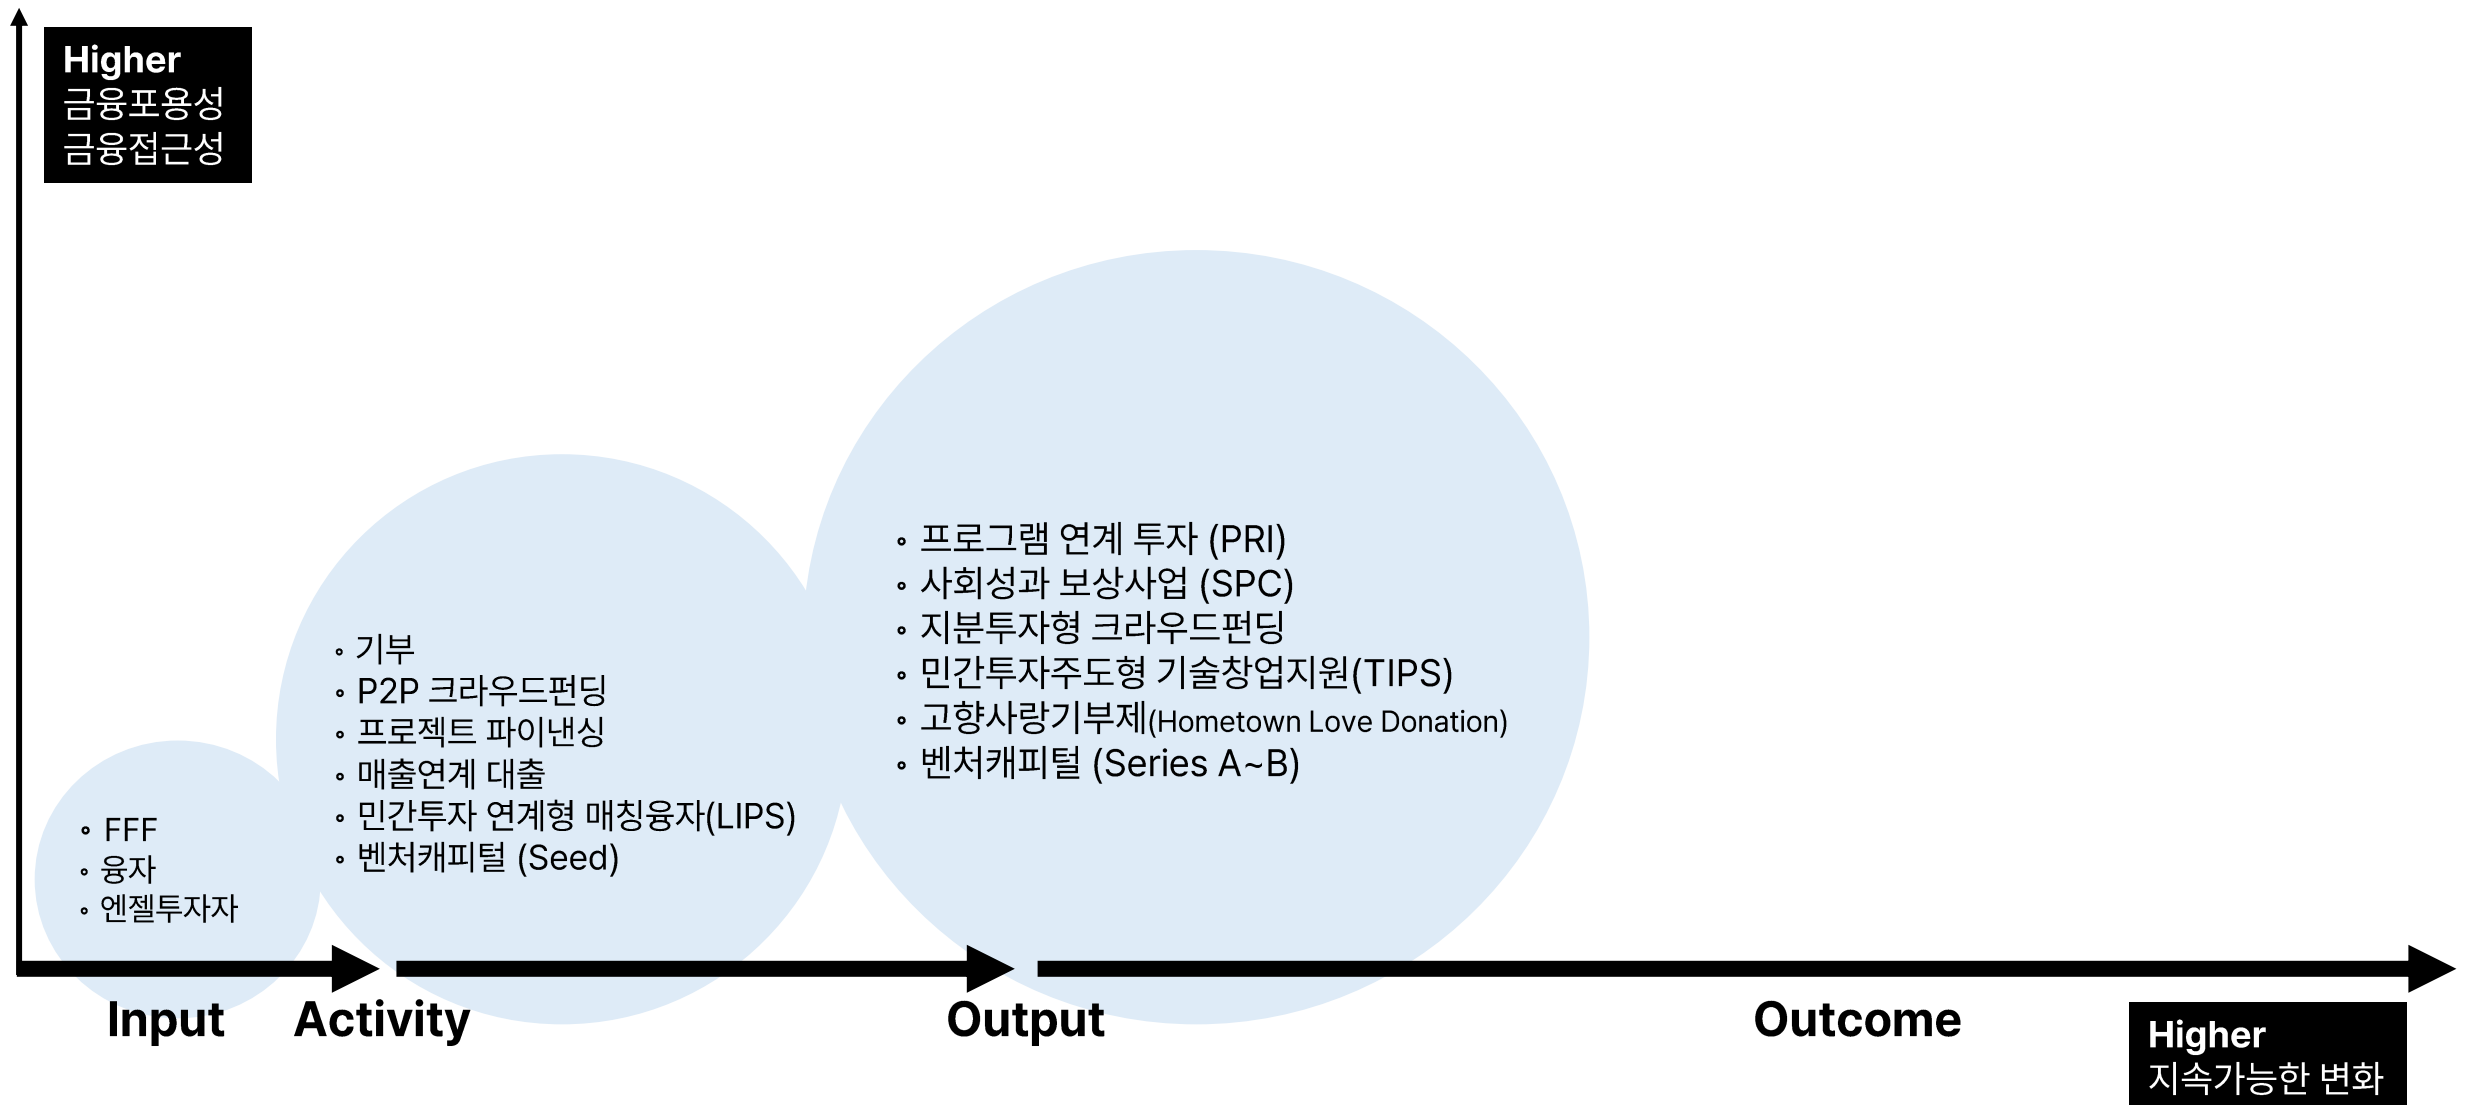 Higher
금융포용성
금융접근성
FFF
융자
엔젤투자자
기부
P2P 크라우드펀딩
프로젝트 파이낸싱
매출연계 대출
민간투자 연계형 매칭융자(LIPS)
벤처캐피털 (Seed)
프로그램 연계 투자 (PRI)
사회성과 보상사업 (SPC)
지분투자형 크라우드펀딩
민간투자주도형 기술창업지원(TIPS)
고향사랑기부제(Hometown Love Donation)
벤처캐피털 (Series A~B)
Input
Activity
Output
Outcome
Higher
지속가능한 변화